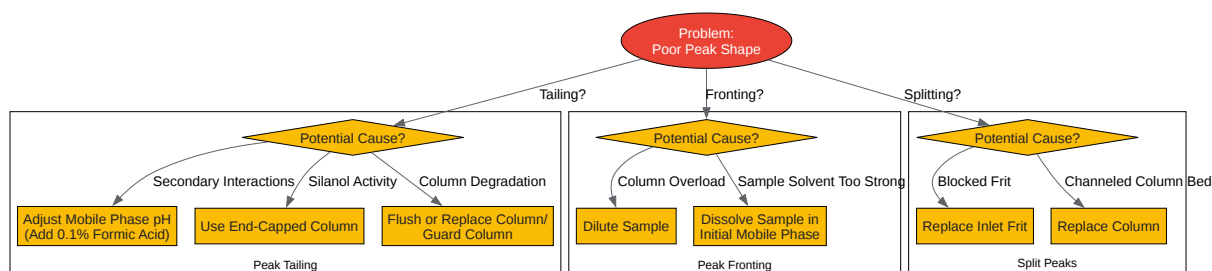 Problem:
Poor Peak Shape
Tailing?
Fronting?
Splitting?
Potential Cause?
Potential Cause?
Potential Cause?
Secondary Interactions
Silanol Activity
Column Degradation
Column Overload
Sample Solvent Too Strong
Blocked Frit
Channeled Column Bed
Adjust Mobile Phase pH
(Add 0.1% Formic Acid)
Use End-Capped Column
Flush or Replace Column/
Guard Column
Dilute Sample
Dissolve Sample in
Initial Mobile Phase
Replace Inlet Frit
Replace Column
Peak Tailing
Peak Fronting
Split Peaks